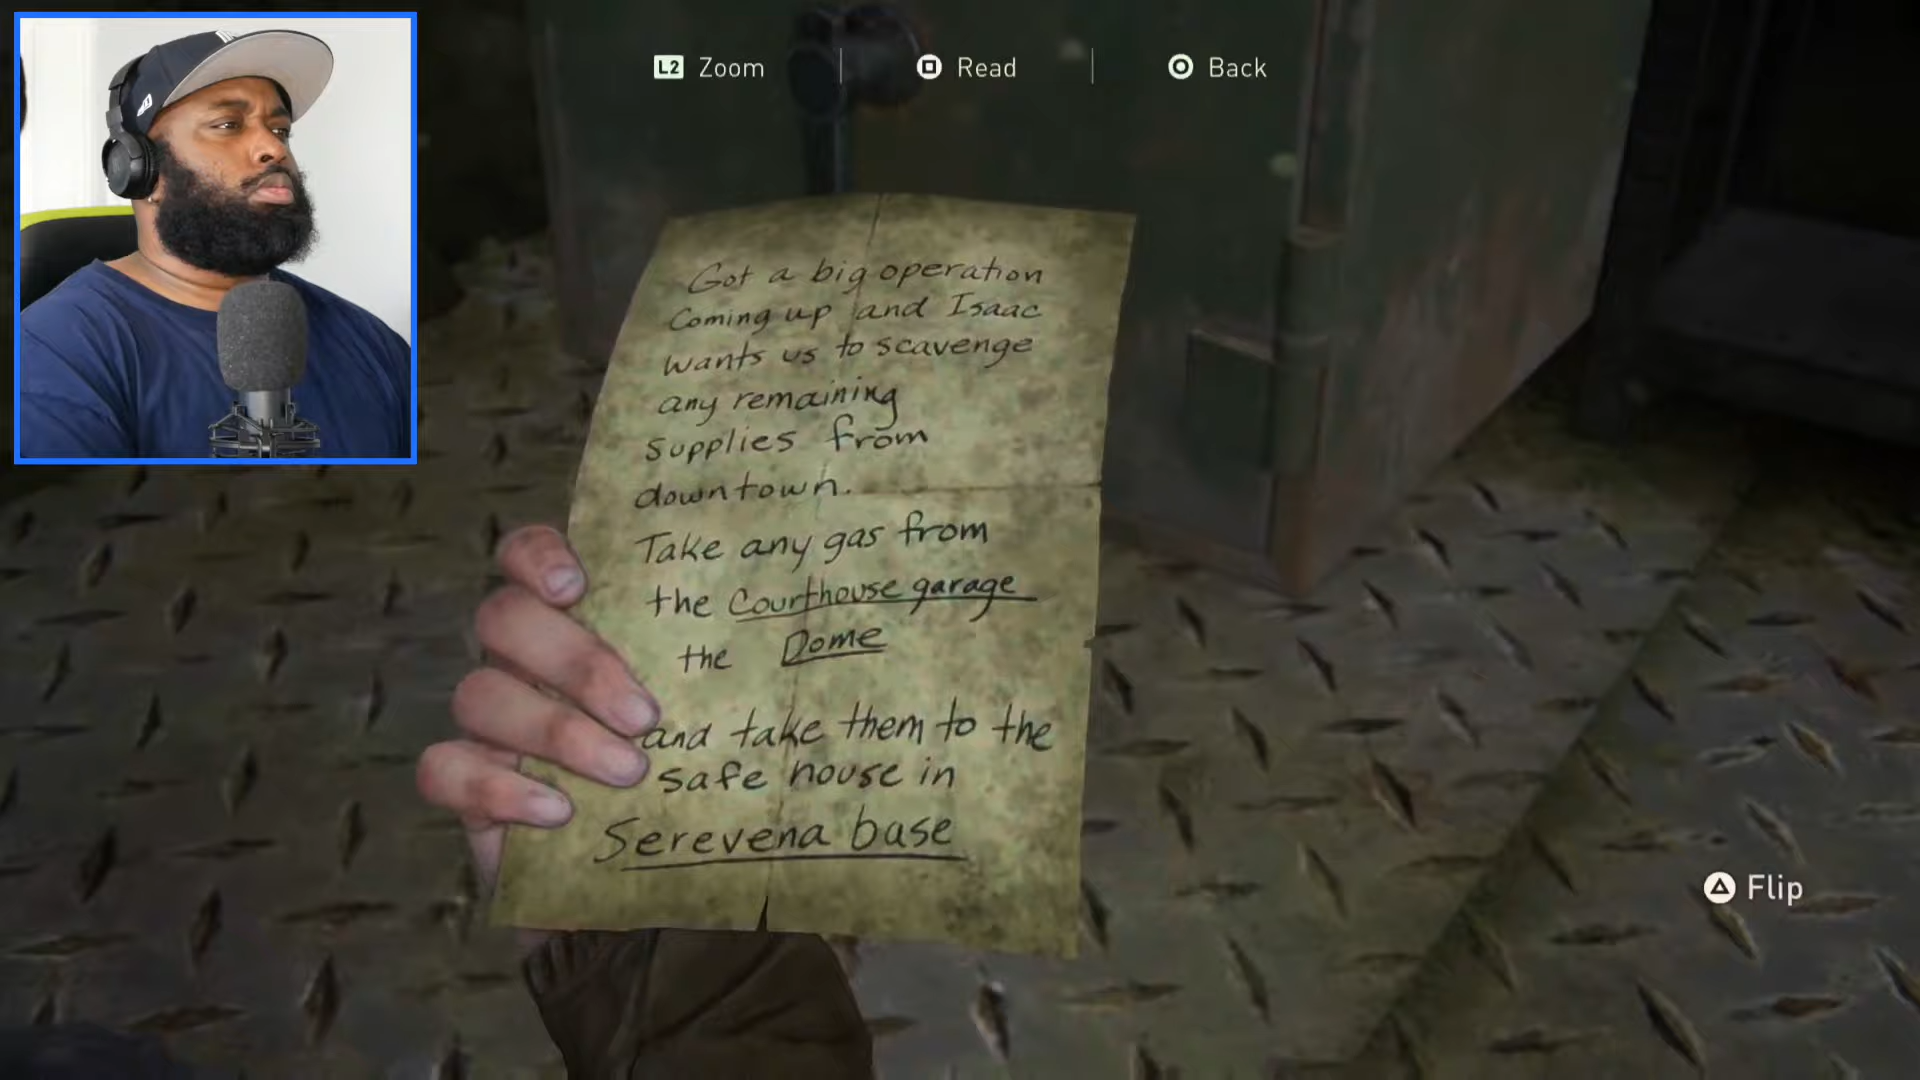 L2 Zoom
Read
Back
Got a big operation
Coming up and Isaac
wants us to scavenge
any remaining
supplies from
downtown.
Take any gas from
the Courthouse garage
the Dome
and take them to the
safe house in
Serevena base
Flip